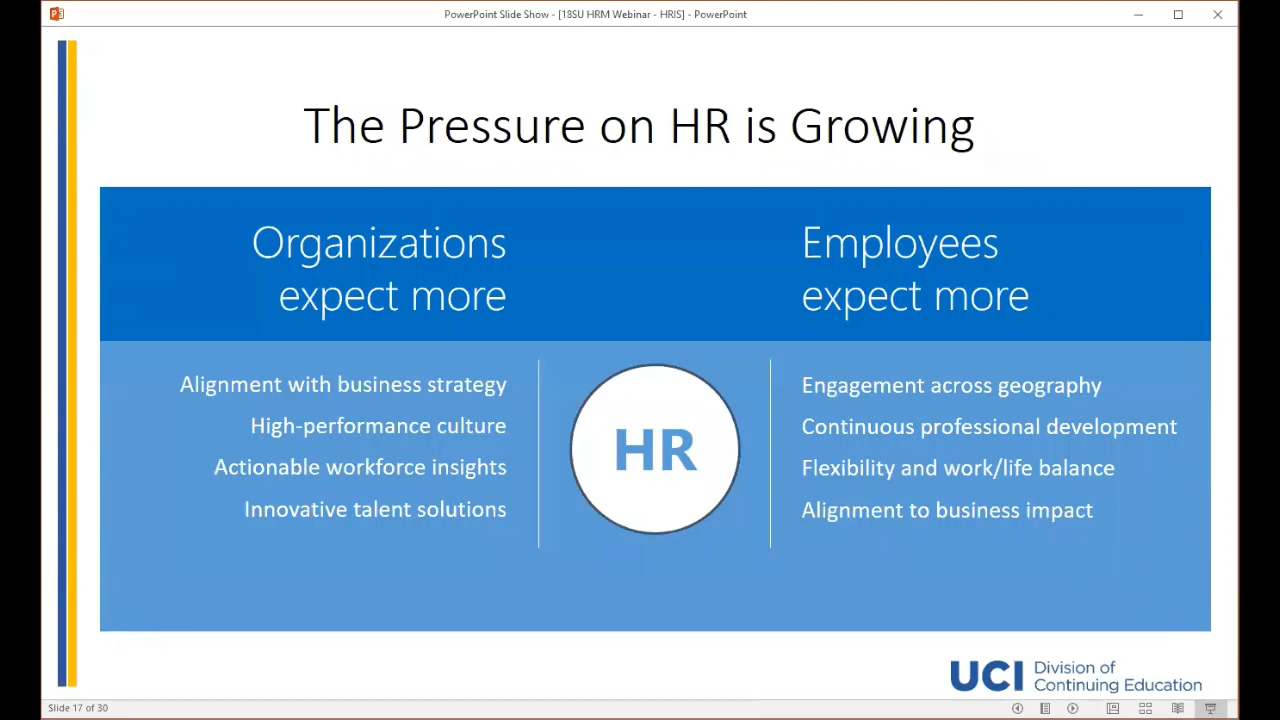 PowerPoint Slide Show - [18SU HRM Webinar - HRIS] - PowerPoint
The Pressure on HR is Growing
Organizations
expect more
Employees
expect more
Alignment with business strategy
High-performance culture
Actionable workforce insights
Innovative talent solutions
HR
Engagement across geography
Continuous professional development
Flexibility and work/life balance
Alignment to business impact
UCI
Division of
Continuing Education
Slide 17 of 30